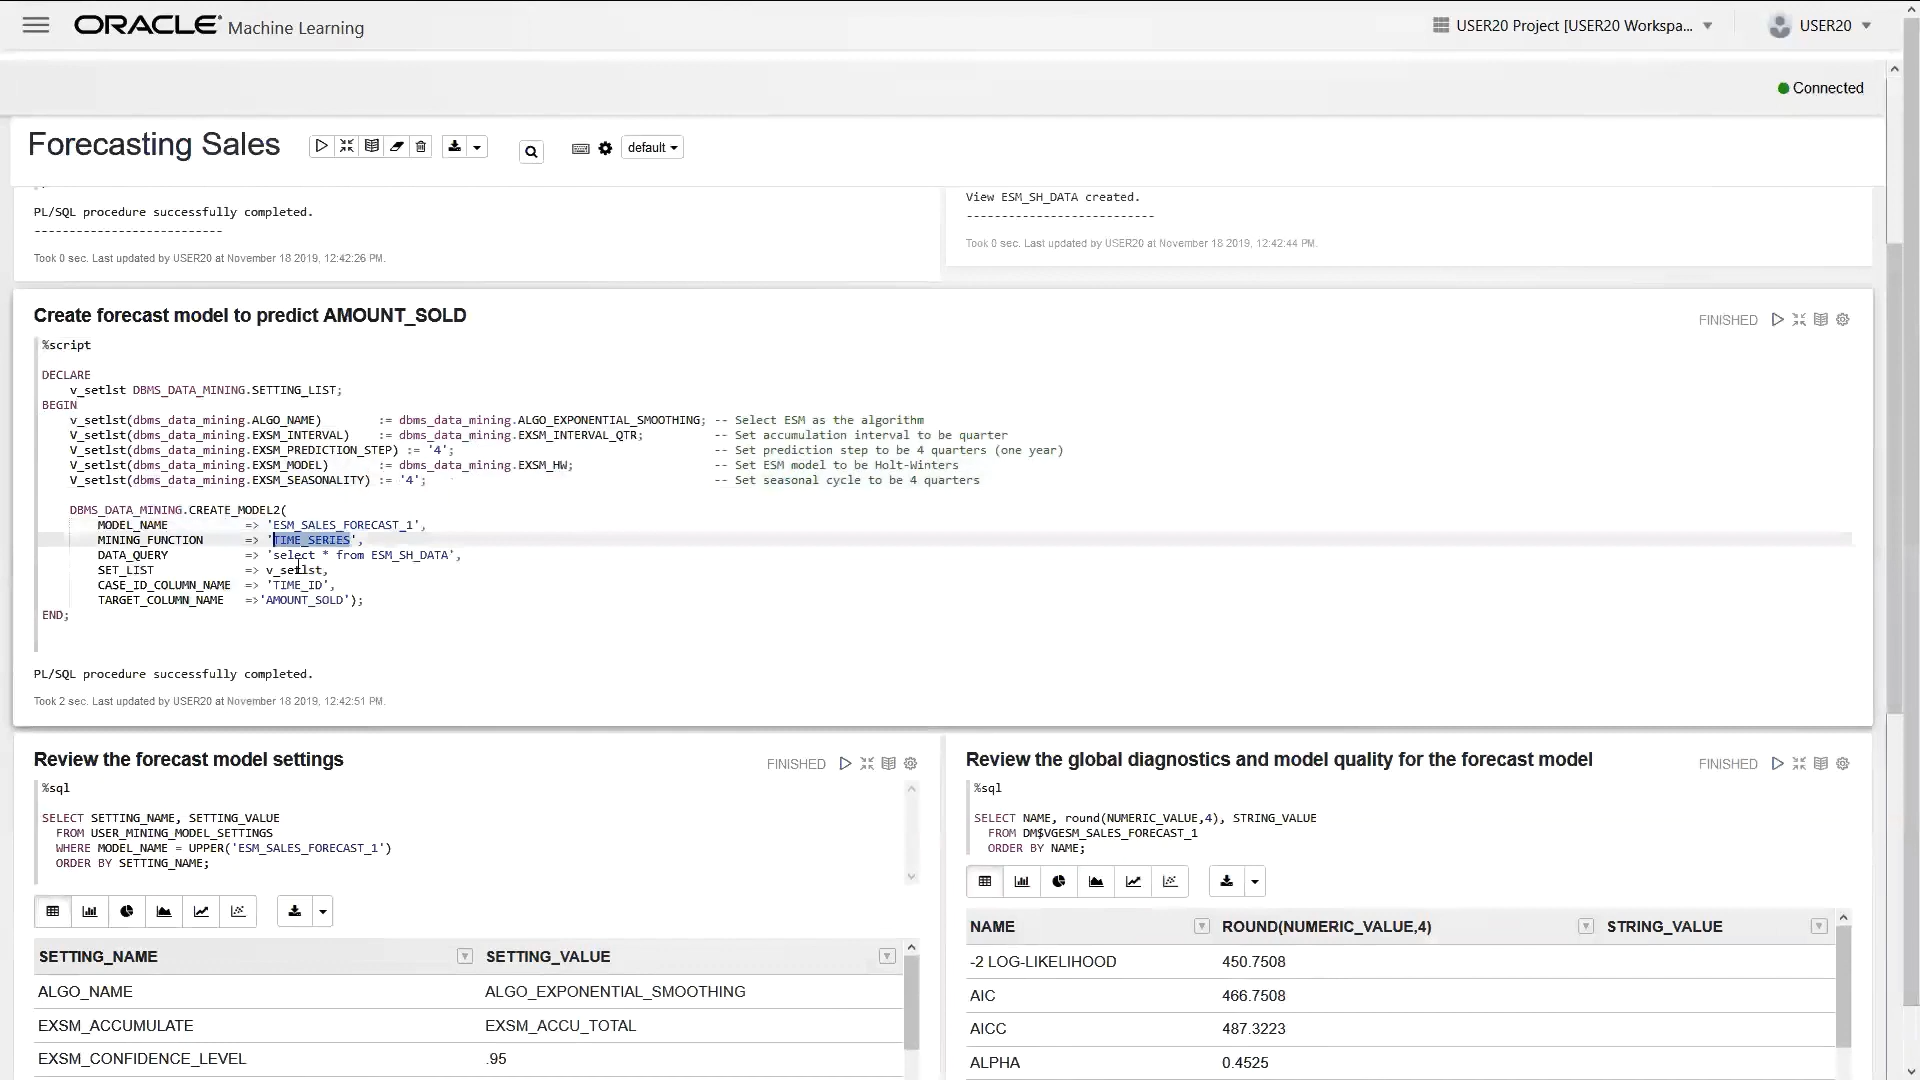 ORACLE Machine Learning
USER20 Project [USER20 Workspa...
USER20
Connected
Forecasting Sales
default
PL/SQL procedure successfully completed.
---------------------------
Took 0 sec. Last updated by USER20 at November 18 2019, 12:42:26 PM.
View ESM_SH_DATA created.
---------------------------
Took 0 sec. Last updated by USER20 at November 18 2019, 12:42:44 PM.
Create forecast model to predict AMOUNT_SOLD
FINISHED
%script
DECLARE
v_setlst DBMS_DATA_MINING.SETTING_LIST;
BEGIN
v_setlst(dbms_data_mining.ALGO_NAME) := dbms_data_mining.ALGO_EXPONENTIAL_SMOOTHING; -- Select ESM as the algorithm
V_setlst(dbms_data_mining.EXSM_INTERVAL) := dbms_data_mining.EXSM_INTERVAL_QTR; -- Set accumulation interval to be quarter
V_setlst(dbms_data_mining.EXSM_PREDICTION_STEP) := '4'; -- Set prediction step to be 4 quarters (one year)
V_setlst(dbms_data_mining.EXSM_MODEL) := dbms_data_mining.EXSM_HW; -- Set ESM model to be Holt-Winters
V_setlst(dbms_data_mining.EXSM_SEASONALITY) := '4'; -- Set seasonal cycle to be 4 quarters
DBMS_DATA_MINING.CREATE_MODEL2(
MODEL_NAME => 'ESM_SALES_FORECAST_1',
MINING_FUNCTION => 'TIME_SERIES',
DATA_QUERY => 'select * from ESM_SH_DATA',
SET_LIST => v_setlst,
CASE_ID_COLUMN_NAME => 'TIME_ID',
TARGET_COLUMN_NAME =>'AMOUNT_SOLD');
END;
PL/SQL procedure successfully completed.
Took 2 sec. Last updated by USER20 at November 18 2019, 12:42:51 PM.
Review the forecast model settings
FINISHED
%sql
SELECT SETTING_NAME, SETTING_VALUE
FROM USER_MINING_MODEL_SETTINGS
WHERE MODEL_NAME = UPPER('ESM_SALES_FORECAST_1')
ORDER BY SETTING_NAME;
SETTING_NAME SETTING_VALUE
ALGO_NAME ALGO_EXPONENTIAL_SMOOTHING
EXSM_ACCUMULATE EXSM_ACCU_TOTAL
EXSM_CONFIDENCE_LEVEL .95
Review the global diagnostics and model quality for the forecast model
FINISHED
%sql
SELECT NAME, round(NUMERIC_VALUE,4), STRING_VALUE
FROM DM$VGESM_SALES_FORECAST_1
ORDER BY NAME;
NAME ROUND(NUMERIC_VALUE,4) STRING_VALUE
-2 LOG-LIKELIHOOD 450.7508
AIC 466.7508
AICC 487.3223
ALPHA 0.4525